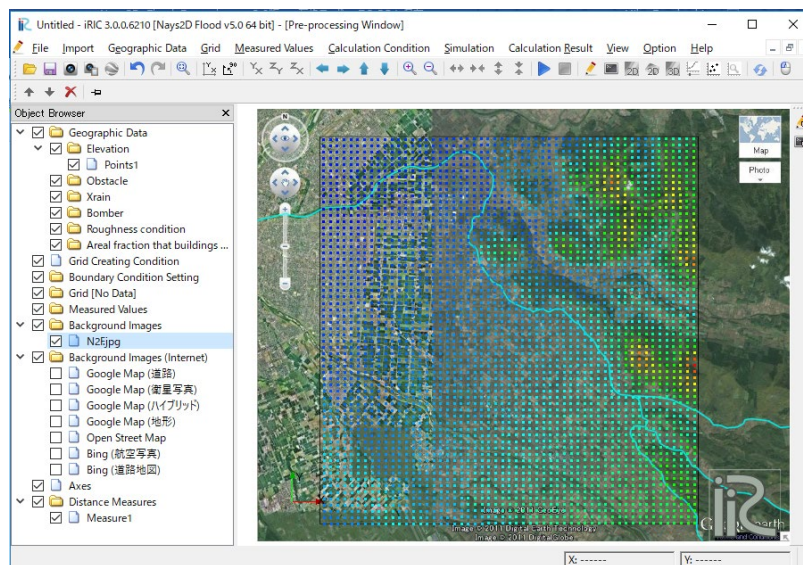 Untitled - iRIC 3.0.0.6210 [Nays2D Flood v5.0 64 bit] - [Pre-processing Window]
File Import Geographic Data Grid Measured Values Calculation Condition Simulation Calculation Result View Option Help
Object Browser
Geographic Data
Elevation
Points1
Obstacle
Xrain
Bomber
Roughness condition
Areal fraction that buildings ...
Grid Creating Condition
Boundary Condition Setting
Grid [No Data]
Measured Values
Background Images
Background Images (Internet)
Google Map (道路)
Google Map (衛星写真)
Google Map (ハイブリッド)
Google Map (地形)
Open Street Map
Bing (航空写真)
Bing (道路地図)
Axes
Distance Measures
Measure1
N
Map
Photo
iRIC
Image © 2011 GeoEye
Image © 2011 Digital Earth Technology
Image © 2011 DigitalGlobe
X: ------
Y: ------